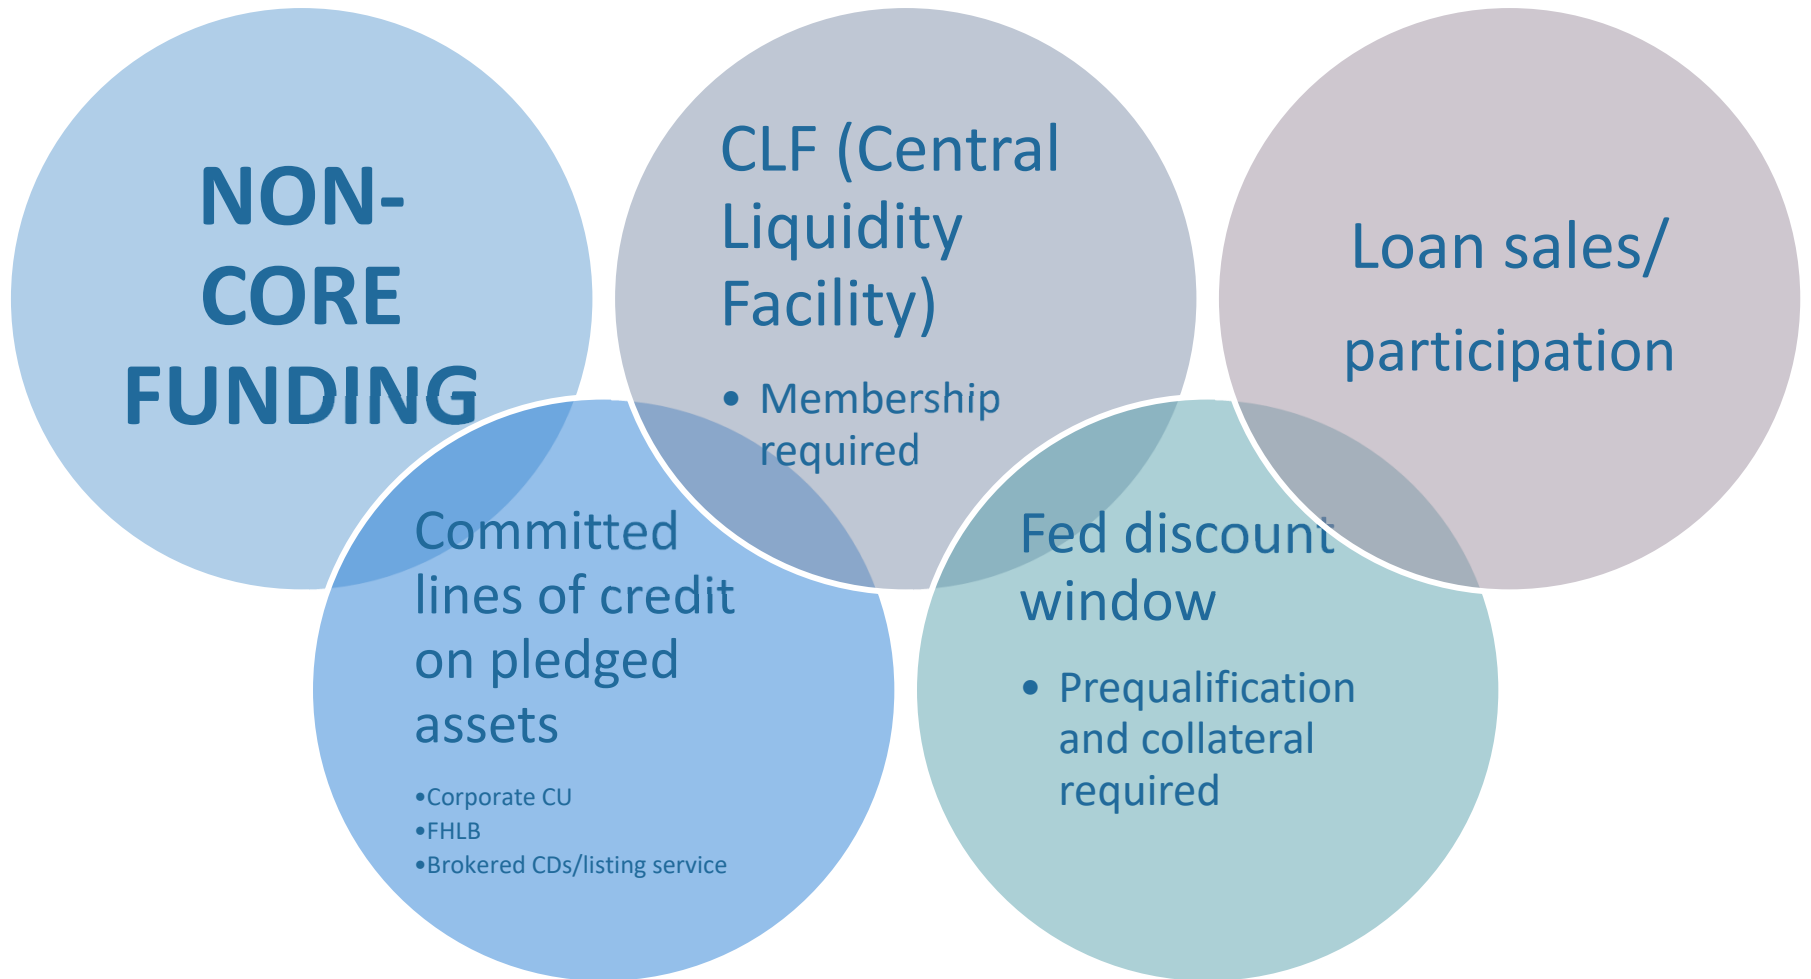 NON-
CORE
FUNDING
CLF (Central
Liquidity
Facility)
• Membership
required
Loan sales/
participation
Committed
lines of credit
on pledged
assets
•Corporate CU
•FHLB
•Brokered CDs/listing service
Fed discount
window
• Prequalification
and collateral
required